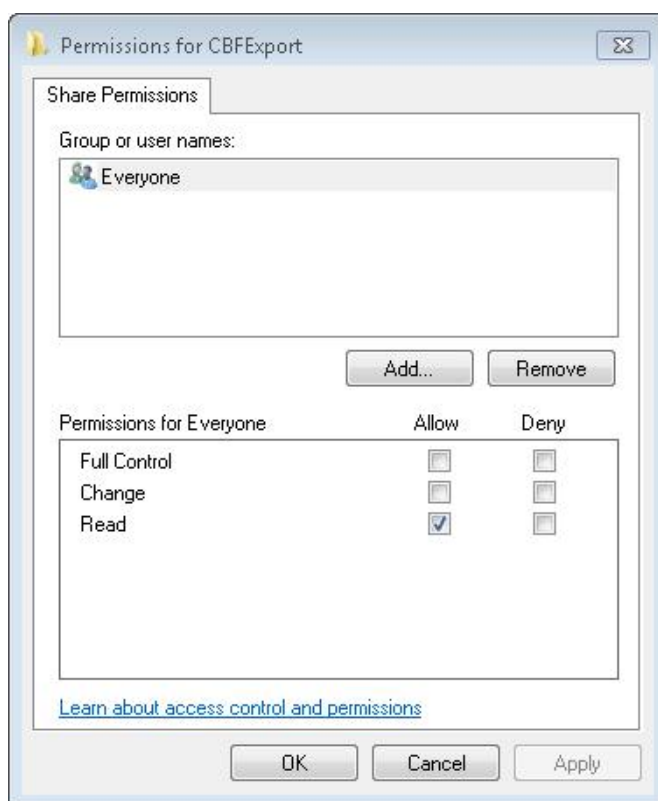 Permissions for CBFExport
Share Permissions
Group or user names:
Everyone
Add... Remove
Permissions for Everyone Allow Deny
Full Control
Change
Read
Learn about access control and permissions
OK Cancel Apply